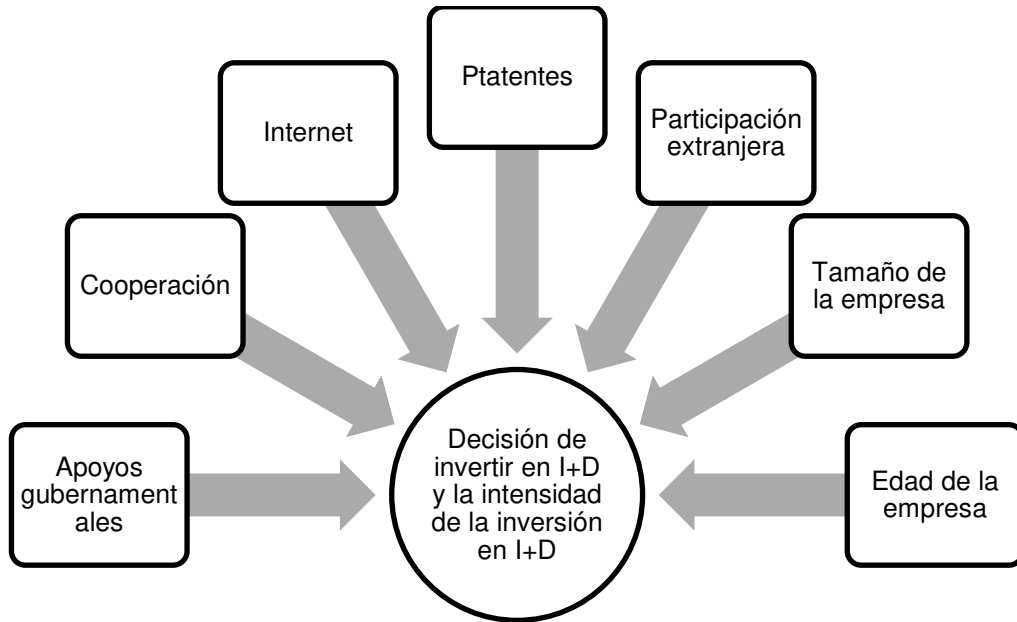 Ptatentes
Internet
Participación
extranjera
Cooperación
Tamaño de
la empresa
Apoyos
gubernament
ales
Decisión de
invertir en I+D
y la intensidad
de la inversión
en I+D
Edad de la
empresa